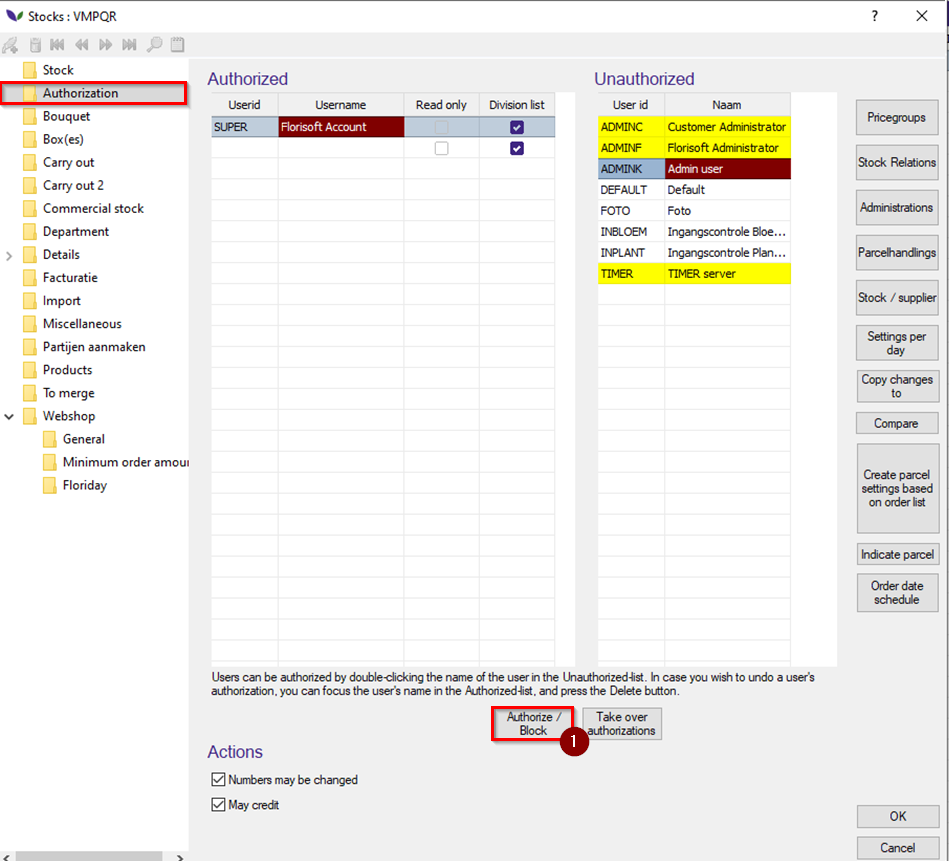 Stocks : VMPQR
?
Stock
Authorization
Bouquet
Box(es)
Carry out
Carry out 2
Commercial stock
Department
Details
Facturatie
Import
Miscellaneous
Partijen aanmaken
Products
To merge
Webshop
General
Minimum order amour
Floriday
Authorized
Userid Username Read only Division list
SUPER Florisoft Account
Unauthorized
User id Naam
ADMINC Customer Administrator
ADMINF Florisoft Administrator
ADMINK Admin user
DEFAULT Default
FOTO Foto
INBLOEM Ingangscontrole Bloe...
INPLANT Ingangscontrole Plan...
TIMER TIMER server
Pricegroups
Stock Relations
Administrations
Parcelhandlings
Stock / supplier
Settings per
day
Copy changes
to
Compare
Create parcel
settings based
on order list
Indicate parcel
Order date
schedule
Users can be authorized by double-clicking the name of the user in the Unauthorized-list. In case you wish to undo a user's
authorization, you can focus the user's name in the Authorized-list, and press the Delete button.
Authorize /
Block
1
Take over
authorizations
Actions
Numbers may be changed
May credit
OK
Cancel